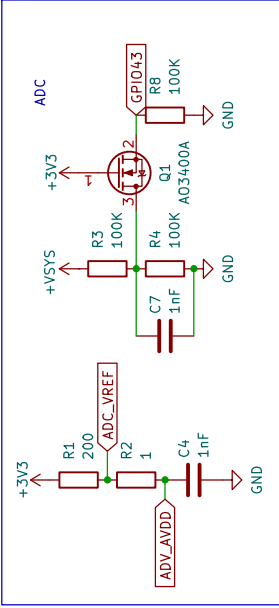 ADC
GPIO43
R8
100K
GND
+3V3
1
2
3
Q1
AO3400A
+VSYS
R3
100K
R4
100K
GND
C7
1nF
+3V3
R1
200
ADC_VREF
R2
1
ADV_AVDD
C4
1nF
GND